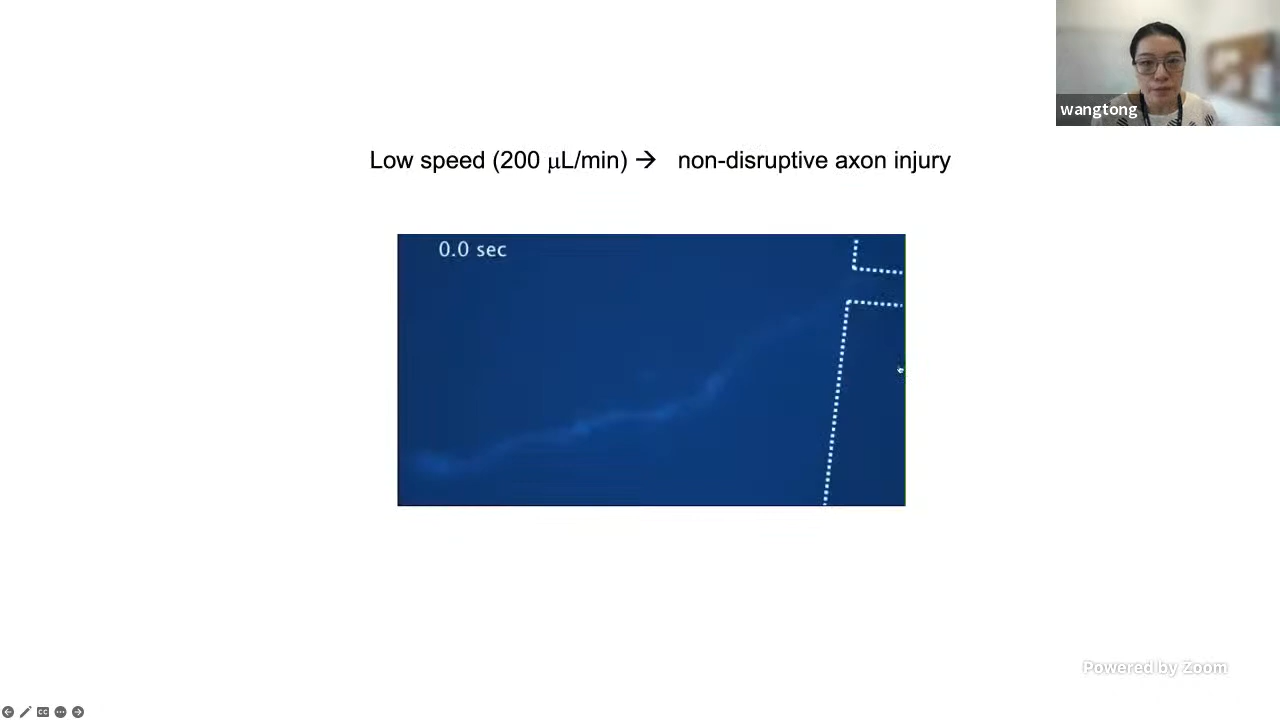 wangtong
Low speed (200 μL/min) → non-disruptive axon injury
0.0 sec
Powered by Zoom